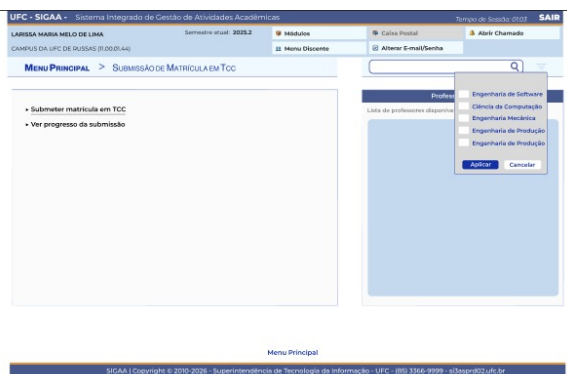 UFC - SIGAA - Sistema Integrado de Gestão de Atividades Acadêmicas
Tempo de Sessão: 01:03 SAIR
LARISSA MARIA MELO DE LIMA
Semestre atual: 2025.2
Módulos
Caixa Postal
Abrir Chamado
CAMPUS DA UFC DE RUSSAS (11.00.01.44)
Menu Discente
Alterar E-mail/Senha
MENU PRINCIPAL > SUBMISSÃO DE MATRÍCULA EM TCC
Submeter matrícula em TCC
Ver progresso da submissão
Profess
Lista de professores disponíve
Engenharia de Software
Ciência da Computação
Engenharia Mecânica
Engenharia de Produção
Engenharia de Produção
Aplicar Cancelar
Menu Principal
SIGAA | Copyright © 2010-2026 - Superintendência de Tecnologia da Informação - UFC - (85) 3366-9999 - si3asprd02.ufc.br